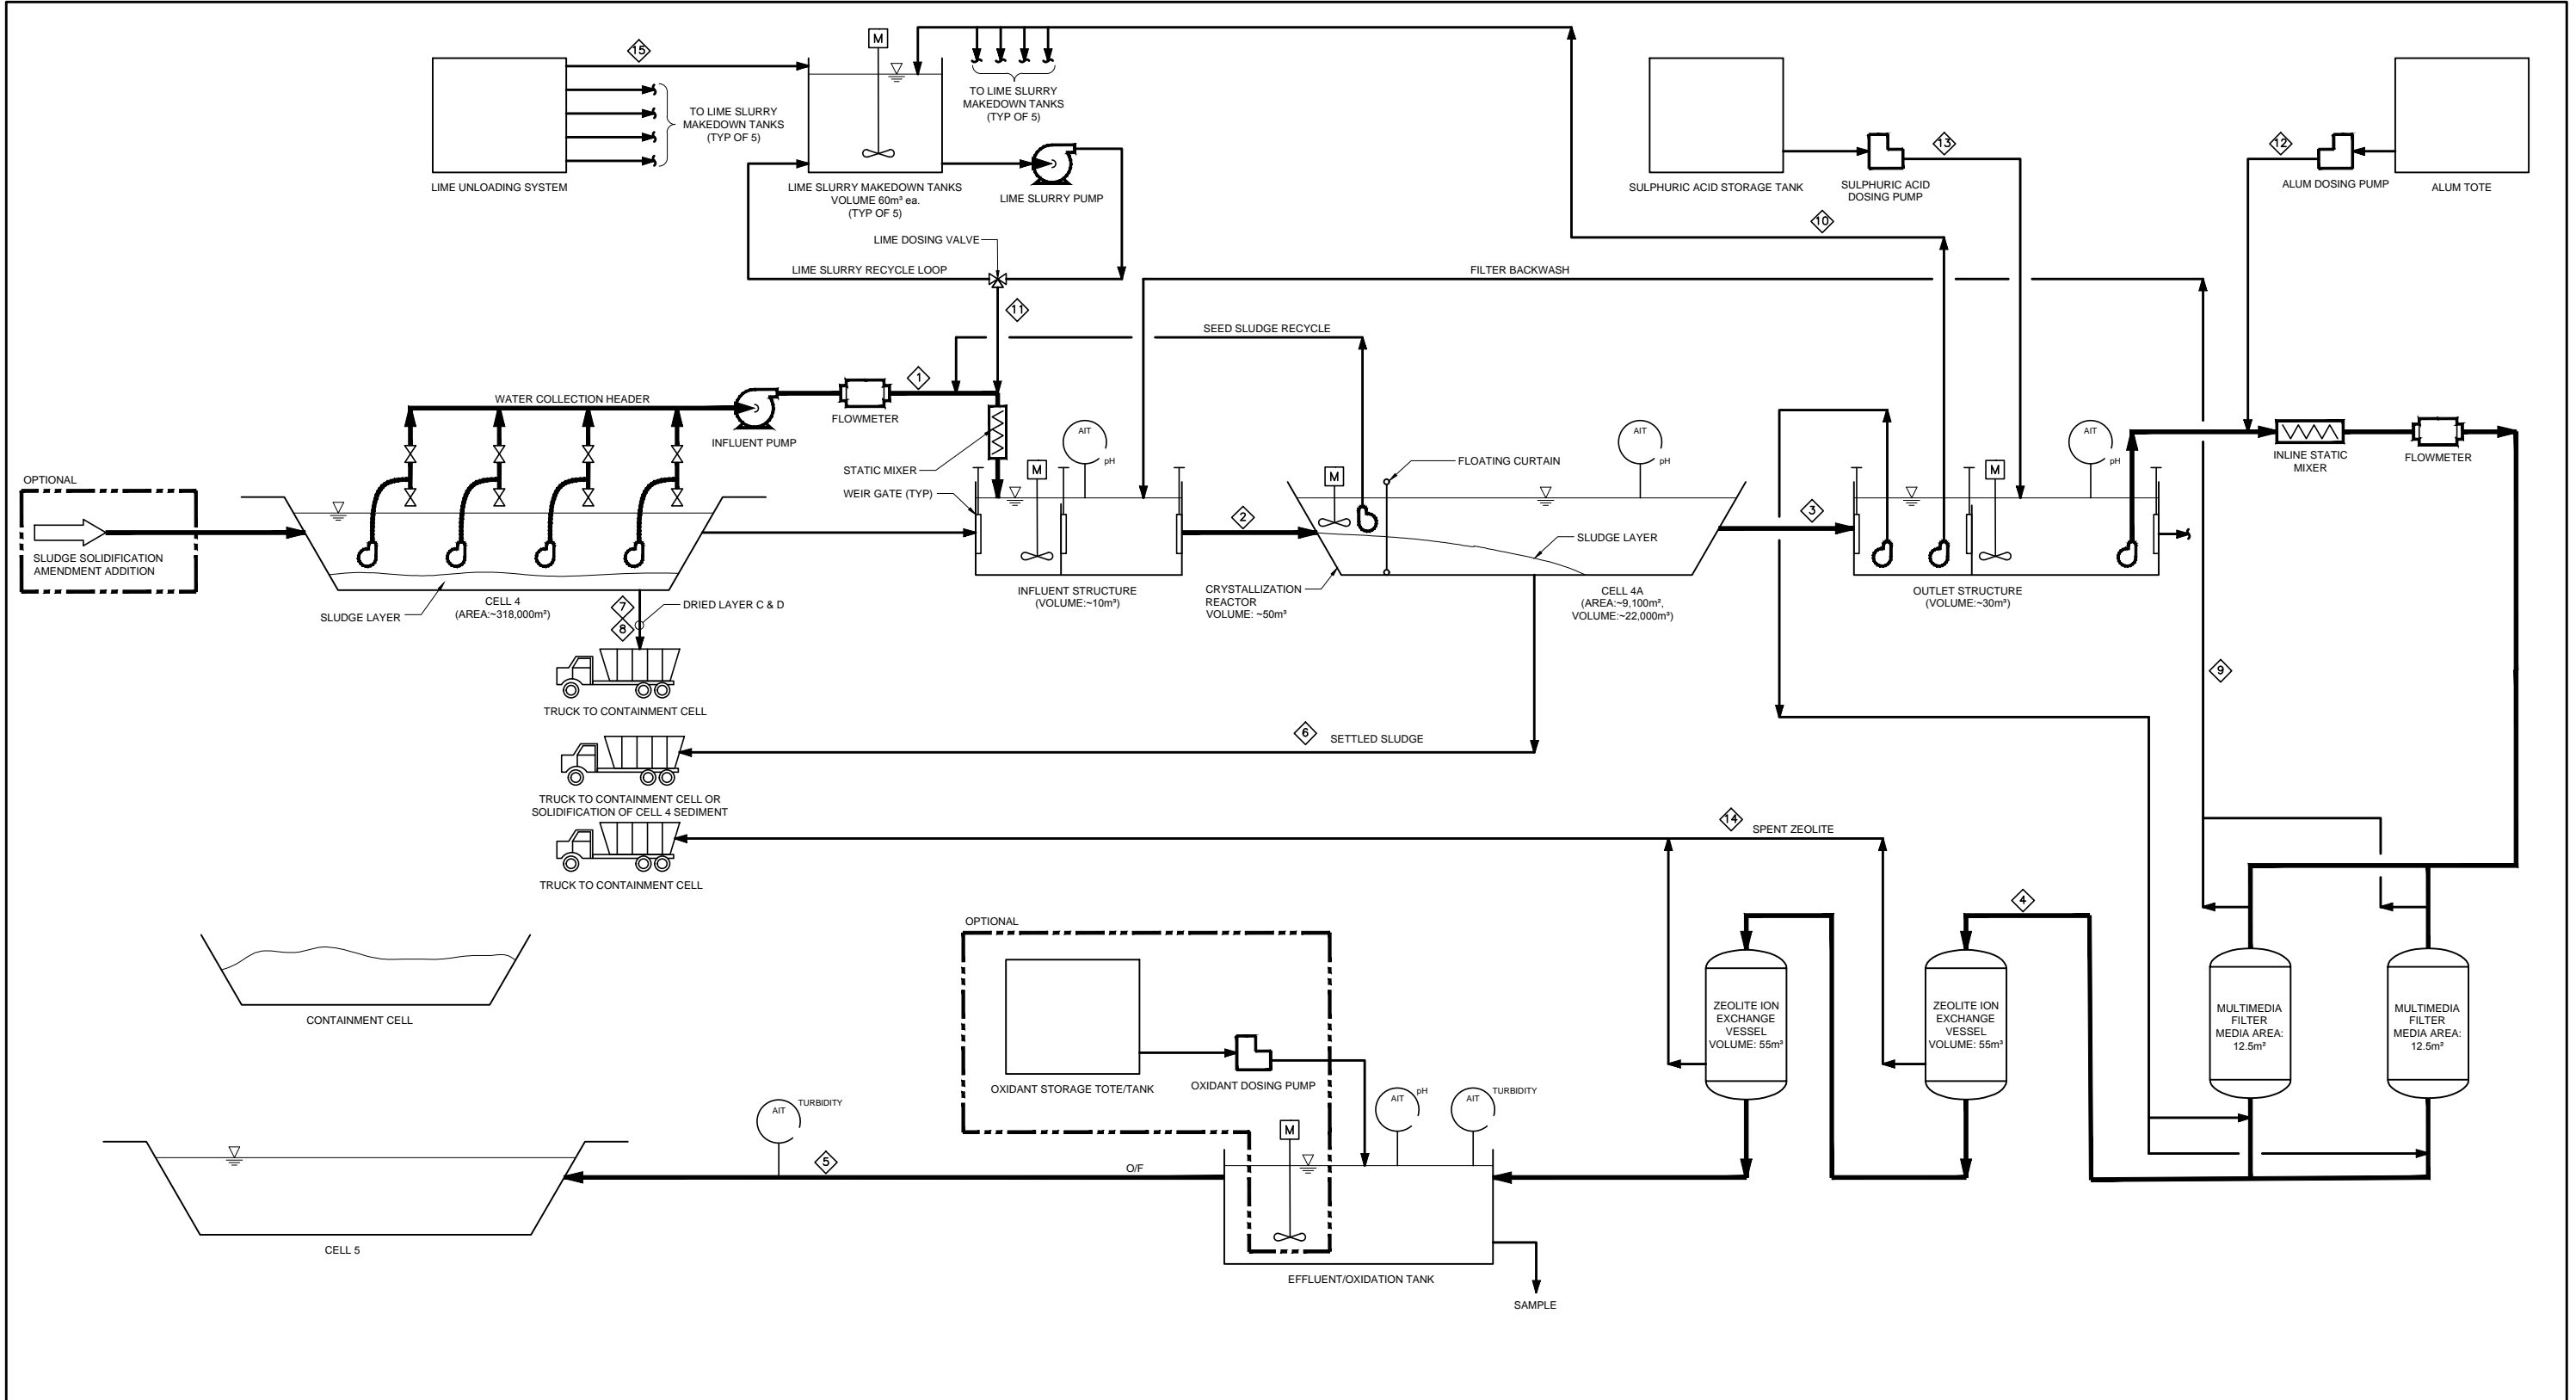 15
M
TO LIME SLURRY
MAKEDOWN TANKS
(TYP OF 5)
LIME UNLOADING SYSTEM
LIME SLURRY MAKEDOWN TANKS
VOLUME 60m³ ea.
(TYP OF 5)
TO LIME SLURRY
MAKEDOWN TANKS
(TYP OF 5)
LIME SLURRY PUMP
LIME DOSING VALVE
LIME SLURRY RECYCLE LOOP
11
SULPHURIC ACID STORAGE TANK
SULPHURIC ACID
DOSING PUMP
13
10
12
ALUM DOSING PUMP
ALUM TOTE
FILTER BACKWASH
SEED SLUDGE RECYCLE
WATER COLLECTION HEADER
INFLUENT PUMP
FLOWMETER
1
STATIC MIXER
WEIR GATE (TYP)
M
AIT
pH
OPTIONAL
SLUDGE SOLIDIFICATION
AMENDMENT ADDITION
SLUDGE LAYER
CELL 4
(AREA:~318,000m²)
7
8
DRIED LAYER C & D
INFLUENT STRUCTURE
(VOLUME:~10m³)
2
M
FLOATING CURTAIN
AIT
pH
SLUDGE LAYER
CRYSTALLIZATION
REACTOR
VOLUME: ~50m³
CELL 4A
(AREA:~9,100m²,
VOLUME:~22,000m³)
3
M
AIT
pH
OUTLET STRUCTURE
(VOLUME:~30m³)
INLINE STATIC
MIXER
FLOWMETER
9
TRUCK TO CONTAINMENT CELL
6
SETTLED SLUDGE
TRUCK TO CONTAINMENT CELL OR
SOLIDIFICATION OF CELL 4 SEDIMENT
14
SPENT ZEOLITE
TRUCK TO CONTAINMENT CELL
CONTAINMENT CELL
OPTIONAL
OXIDANT STORAGE TOTE/TANK
OXIDANT DOSING PUMP
4
ZEOLITE ION
EXCHANGE
VESSEL
VOLUME: 55m³
ZEOLITE ION
EXCHANGE
VESSEL
VOLUME: 55m³
MULTIMEDIA
FILTER
MEDIA AREA:
12.5m²
MULTIMEDIA
FILTER
MEDIA AREA:
12.5m²
AIT
TURBIDITY
5
O/F
M
AIT
pH
AIT
TURBIDITY
CELL 5
EFFLUENT/OXIDATION TANK
SAMPLE